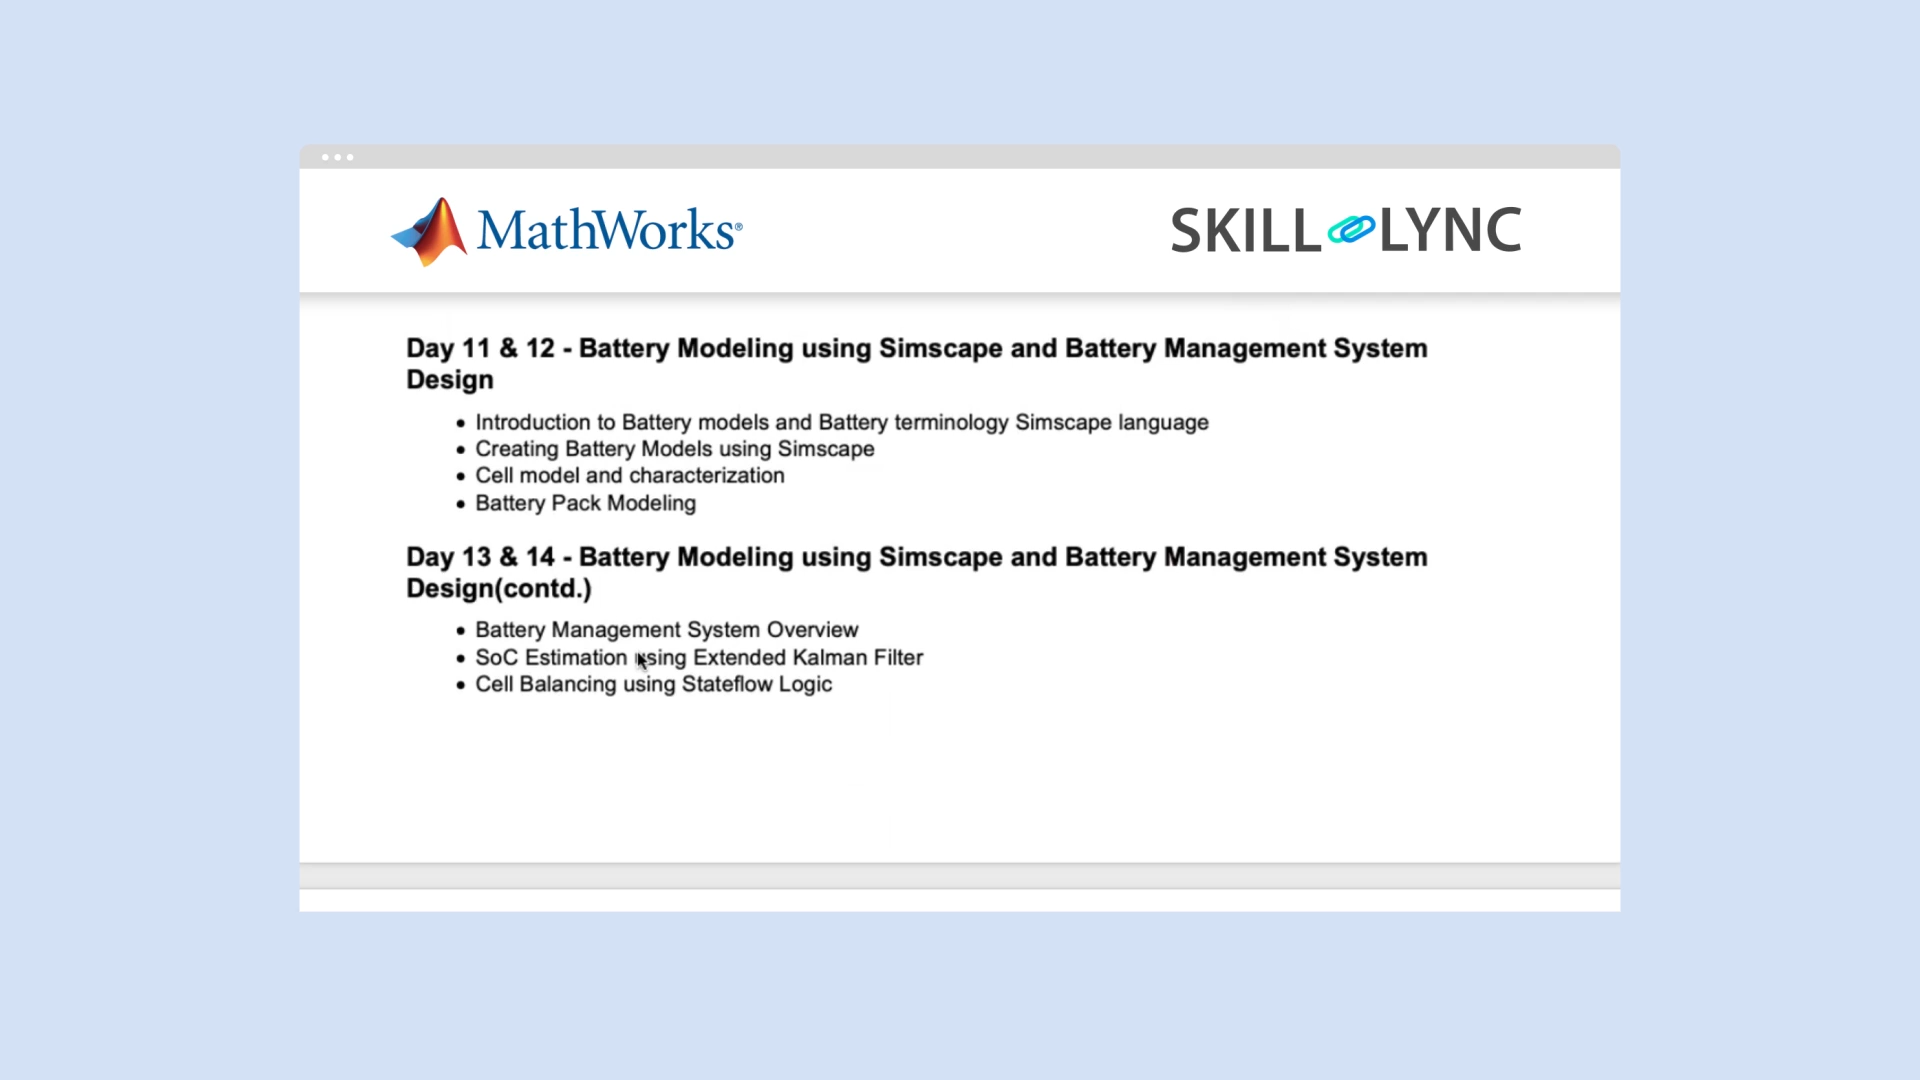 MathWorks®
SKILL LYNC
Day 11 & 12 - Battery Modeling using Simscape and Battery Management System
Design
• Introduction to Battery models and Battery terminology Simscape language
• Creating Battery Models using Simscape
• Cell model and characterization
• Battery Pack Modeling
Day 13 & 14 - Battery Modeling using Simscape and Battery Management System
Design(contd.)
• Battery Management System Overview
• SoC Estimation using Extended Kalman Filter
• Cell Balancing using Stateflow Logic